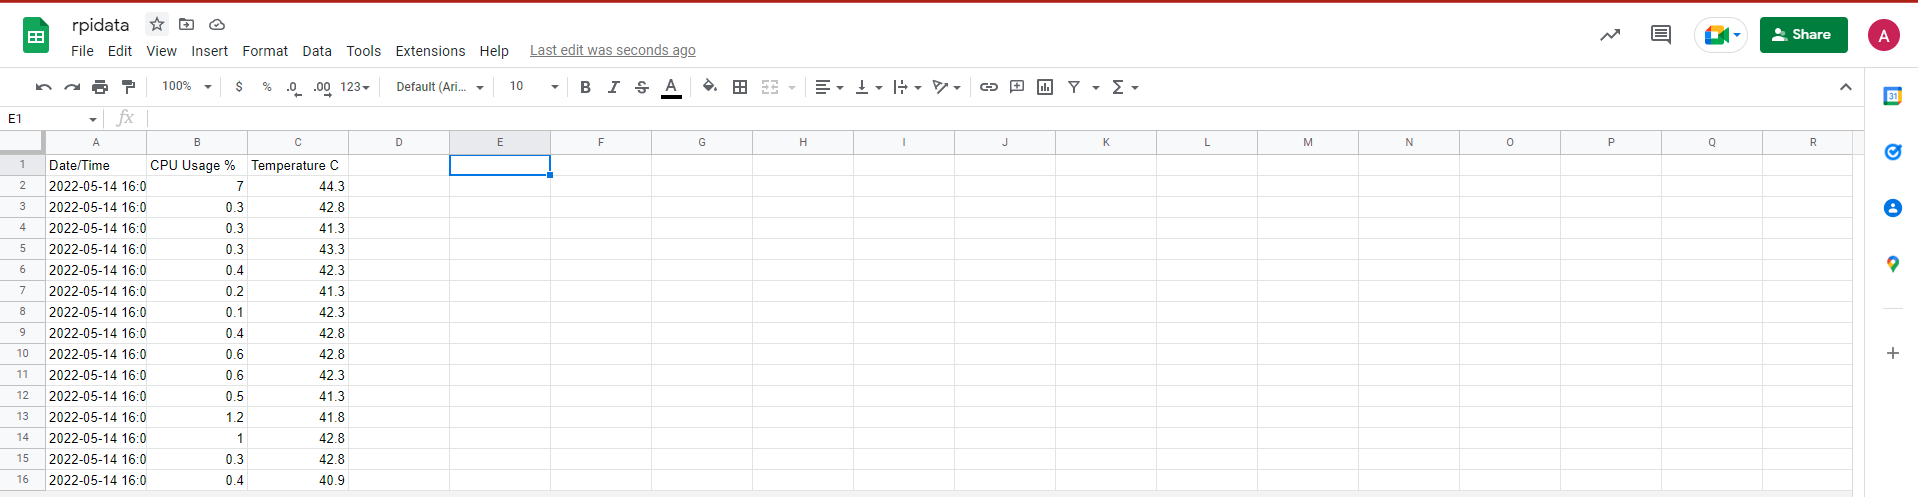 rpidata
File Edit View Insert Format Data Tools Extensions Help Last edit was seconds ago
Share
A
100% $ % .0 .00 123 Default (Ari... 10 B I S A
31
E1 fx
A B C D E F G H I J K L M N O P Q R
1 Date/Time CPU Usage % Temperature C
2 2022-05-14 16:0 7 44.3
3 2022-05-14 16:0 0.3 42.8
4 2022-05-14 16:0 0.3 41.3
5 2022-05-14 16:0 0.3 43.3
6 2022-05-14 16:0 0.4 42.3
7 2022-05-14 16:0 0.2 41.3
8 2022-05-14 16:0 0.1 42.3
9 2022-05-14 16:0 0.4 42.8
10 2022-05-14 16:0 0.6 42.8
11 2022-05-14 16:0 0.6 42.3
12 2022-05-14 16:0 0.5 41.3
13 2022-05-14 16:0 1.2 41.8
14 2022-05-14 16:0 1 42.8
15 2022-05-14 16:0 0.3 42.8
16 2022-05-14 16:0 0.4 40.9